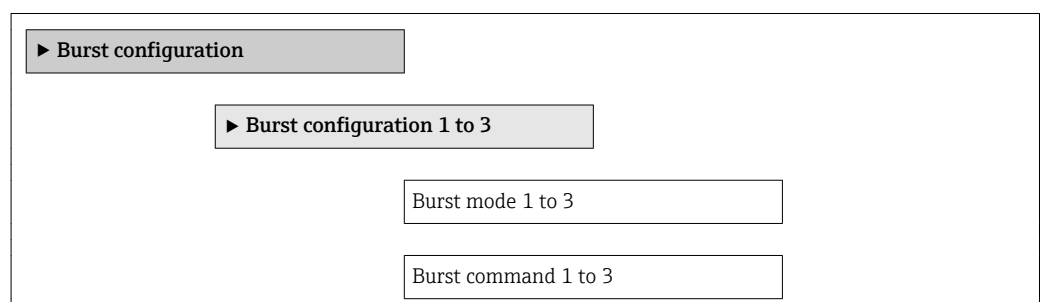 ▶ Burst configuration
▶ Burst configuration 1 to 3
Burst mode 1 to 3
Burst command 1 to 3